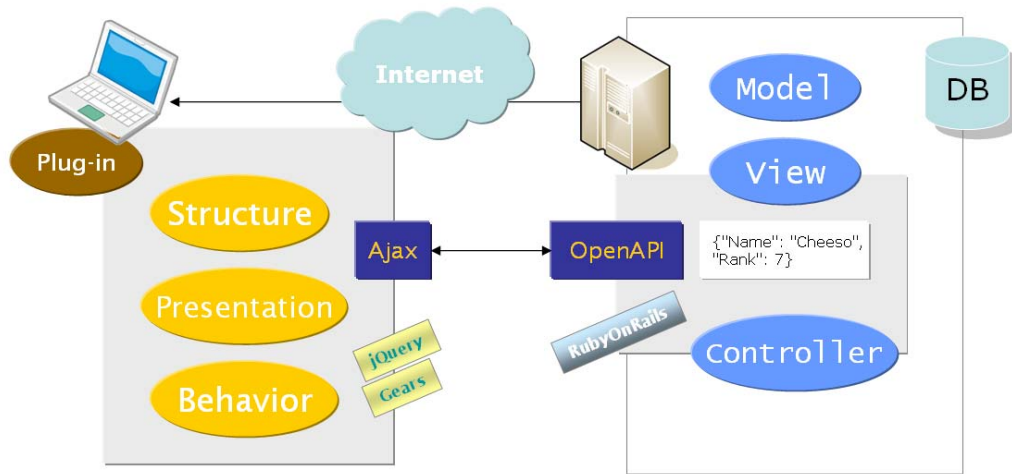 Internet
Model
DB
Plug-in
View
Structure
Ajax
OpenAPI
{"Name": "Cheeso",
"Rank": 7}
Presentation
RubyOnRails
jQuery
Controller
Gears
Behavior